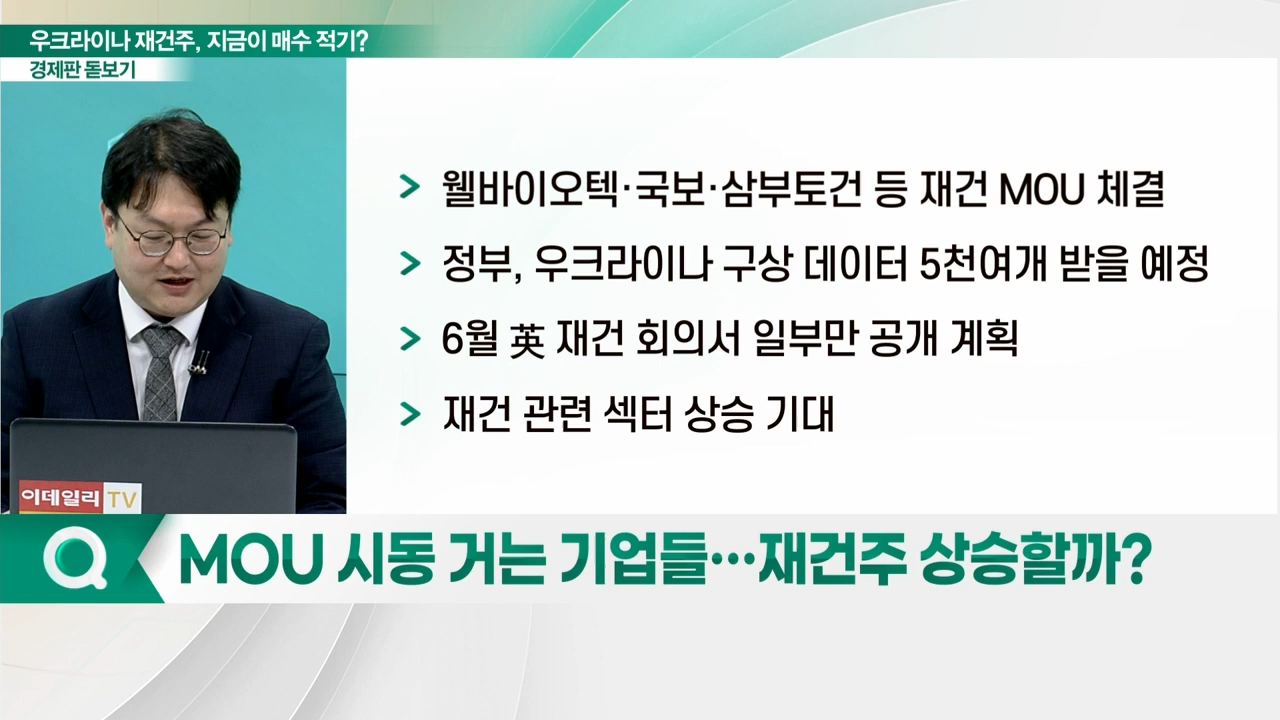 우크라이나 재건주, 지금이 매수 적기?
경제판 돋보기
> 웰바이오텍·국보·삼부토건 등 재건 MOU 체결
> 정부, 우크라이나 구상 데이터 5천여개 받을 예정
> 6월 英 재건 회의서 일부만 공개 계획
> 재건 관련 섹터 상승 기대
이데일리 TV
Q MOU 시동 거는 기업들…재건주 상승할까?